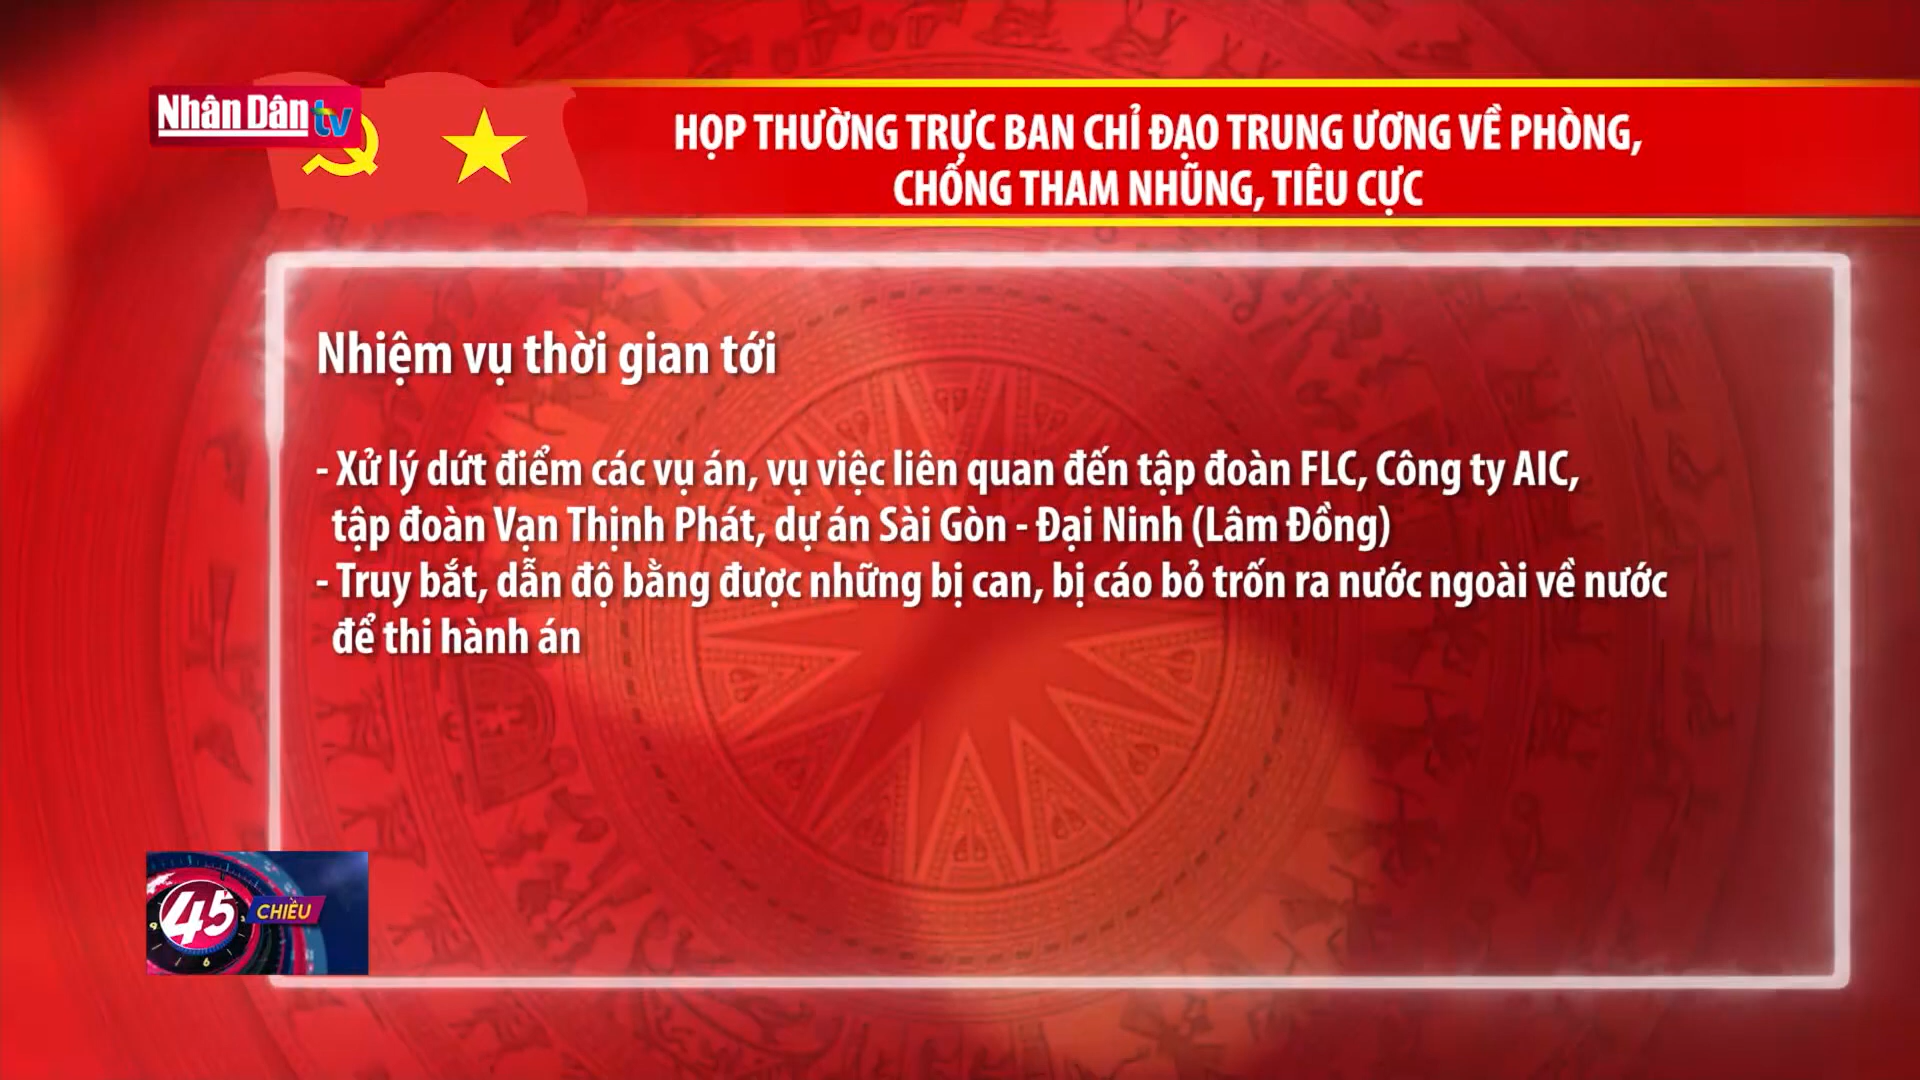 Nhân Dân tv
HỌP THƯỜNG TRỰC BAN CHỈ ĐẠO TRUNG ƯƠNG VỀ PHÒNG,
CHỐNG THAM NHŨNG, TIÊU CỰC
Nhiệm vụ thời gian tới
- Xử lý dứt điểm các vụ án, vụ việc liên quan đến tập đoàn FLC, Công ty AIC,
tập đoàn Vạn Thịnh Phát, dự án Sài Gòn - Đại Ninh (Lâm Đồng)
- Truy bắt, dẫn độ bằng được những bị can, bị cáo bỏ trốn ra nước ngoài về nước
để thi hành án
45 CHIỀU
9
3
6